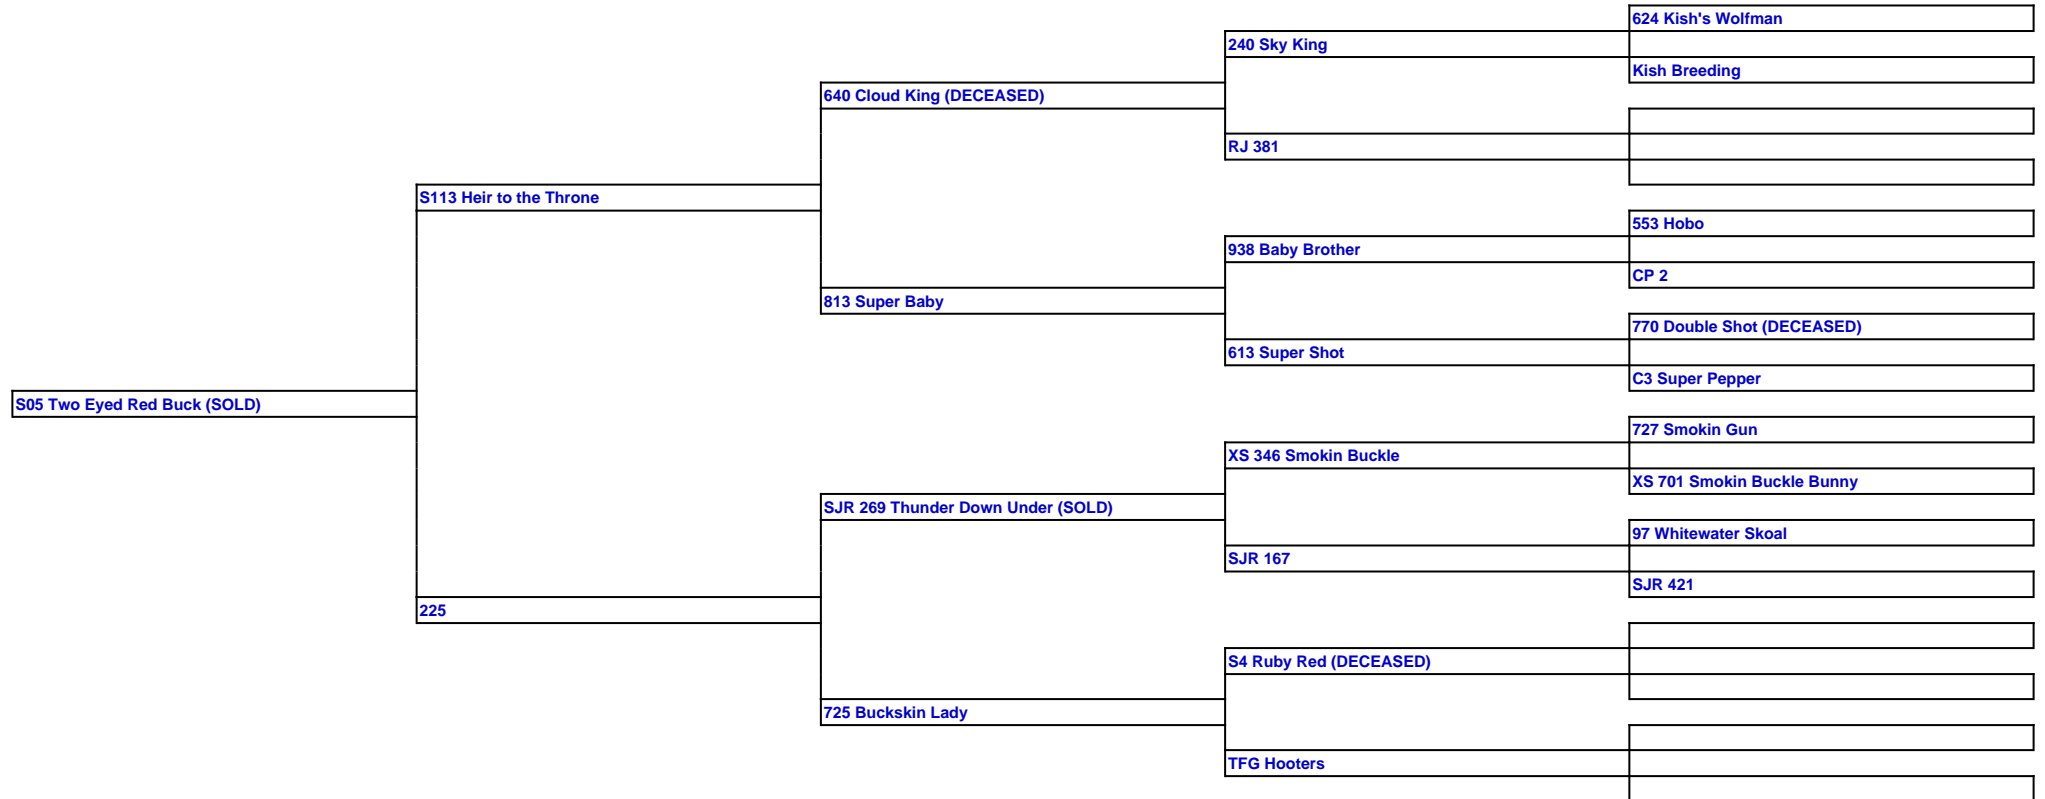 624 Kish's Wolfman
240 Sky King
Kish Breeding
640 Cloud King (DECEASED)
RJ 381
S113 Heir to the Throne
553 Hobo
938 Baby Brother
CP 2
813 Super Baby
770 Double Shot (DECEASED)
613 Super Shot
C3 Super Pepper
S05 Two Eyed Red Buck (SOLD)
727 Smokin Gun
XS 346 Smokin Buckle
XS 701 Smokin Buckle Bunny
SJR 269 Thunder Down Under (SOLD)
97 Whitewater Skoal
SJR 167
SJR 421
225
S4 Ruby Red (DECEASED)
725 Buckskin Lady
TFG Hooters